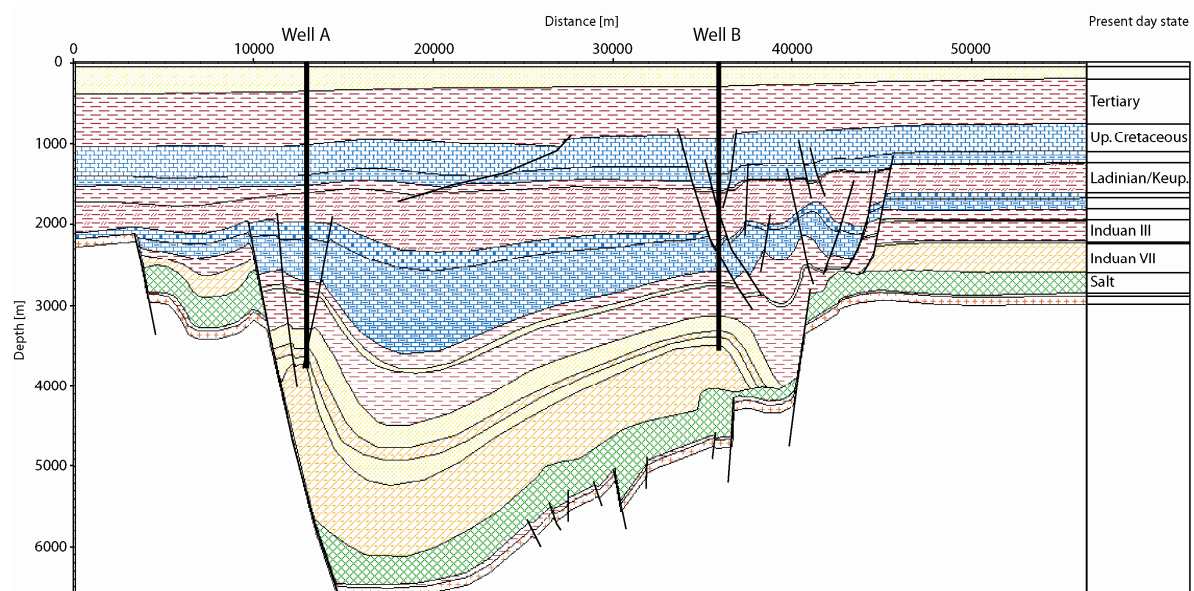 Distance [m]
Present day state
Well A
Well B
0
10000
20000
30000
40000
50000
0
1000
2000
3000
4000
5000
6000
Depth [m]
Tertiary
Up. Cretaceous
Ladinian/Keup.
Induan III
Induan VII
Salt